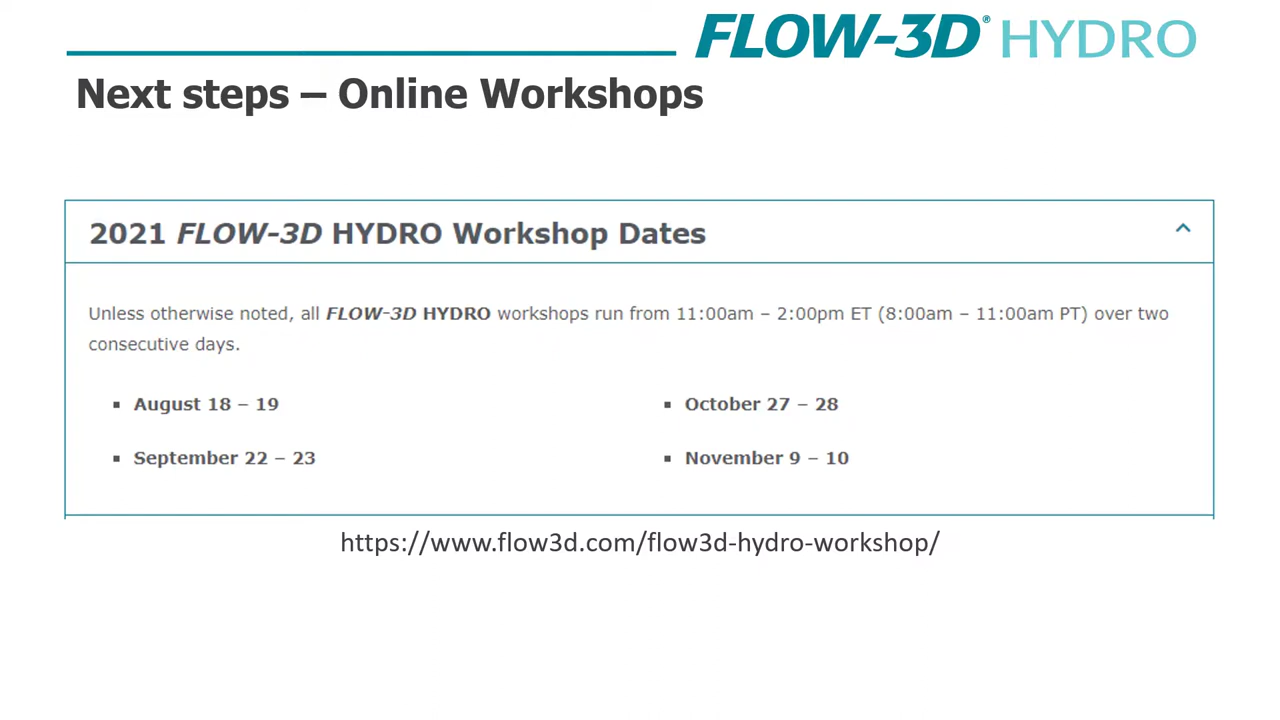 FLOW-3D® HYDRO
Next steps – Online Workshops
2021 FLOW-3D HYDRO Workshop Dates
Unless otherwise noted, all FLOW-3D HYDRO workshops run from 11:00am – 2:00pm ET (8:00am – 11:00am PT) over two
consecutive days.
▪ August 18 – 19
▪ September 22 – 23
▪ October 27 – 28
▪ November 9 – 10
https://www.flow3d.com/flow3d-hydro-workshop/